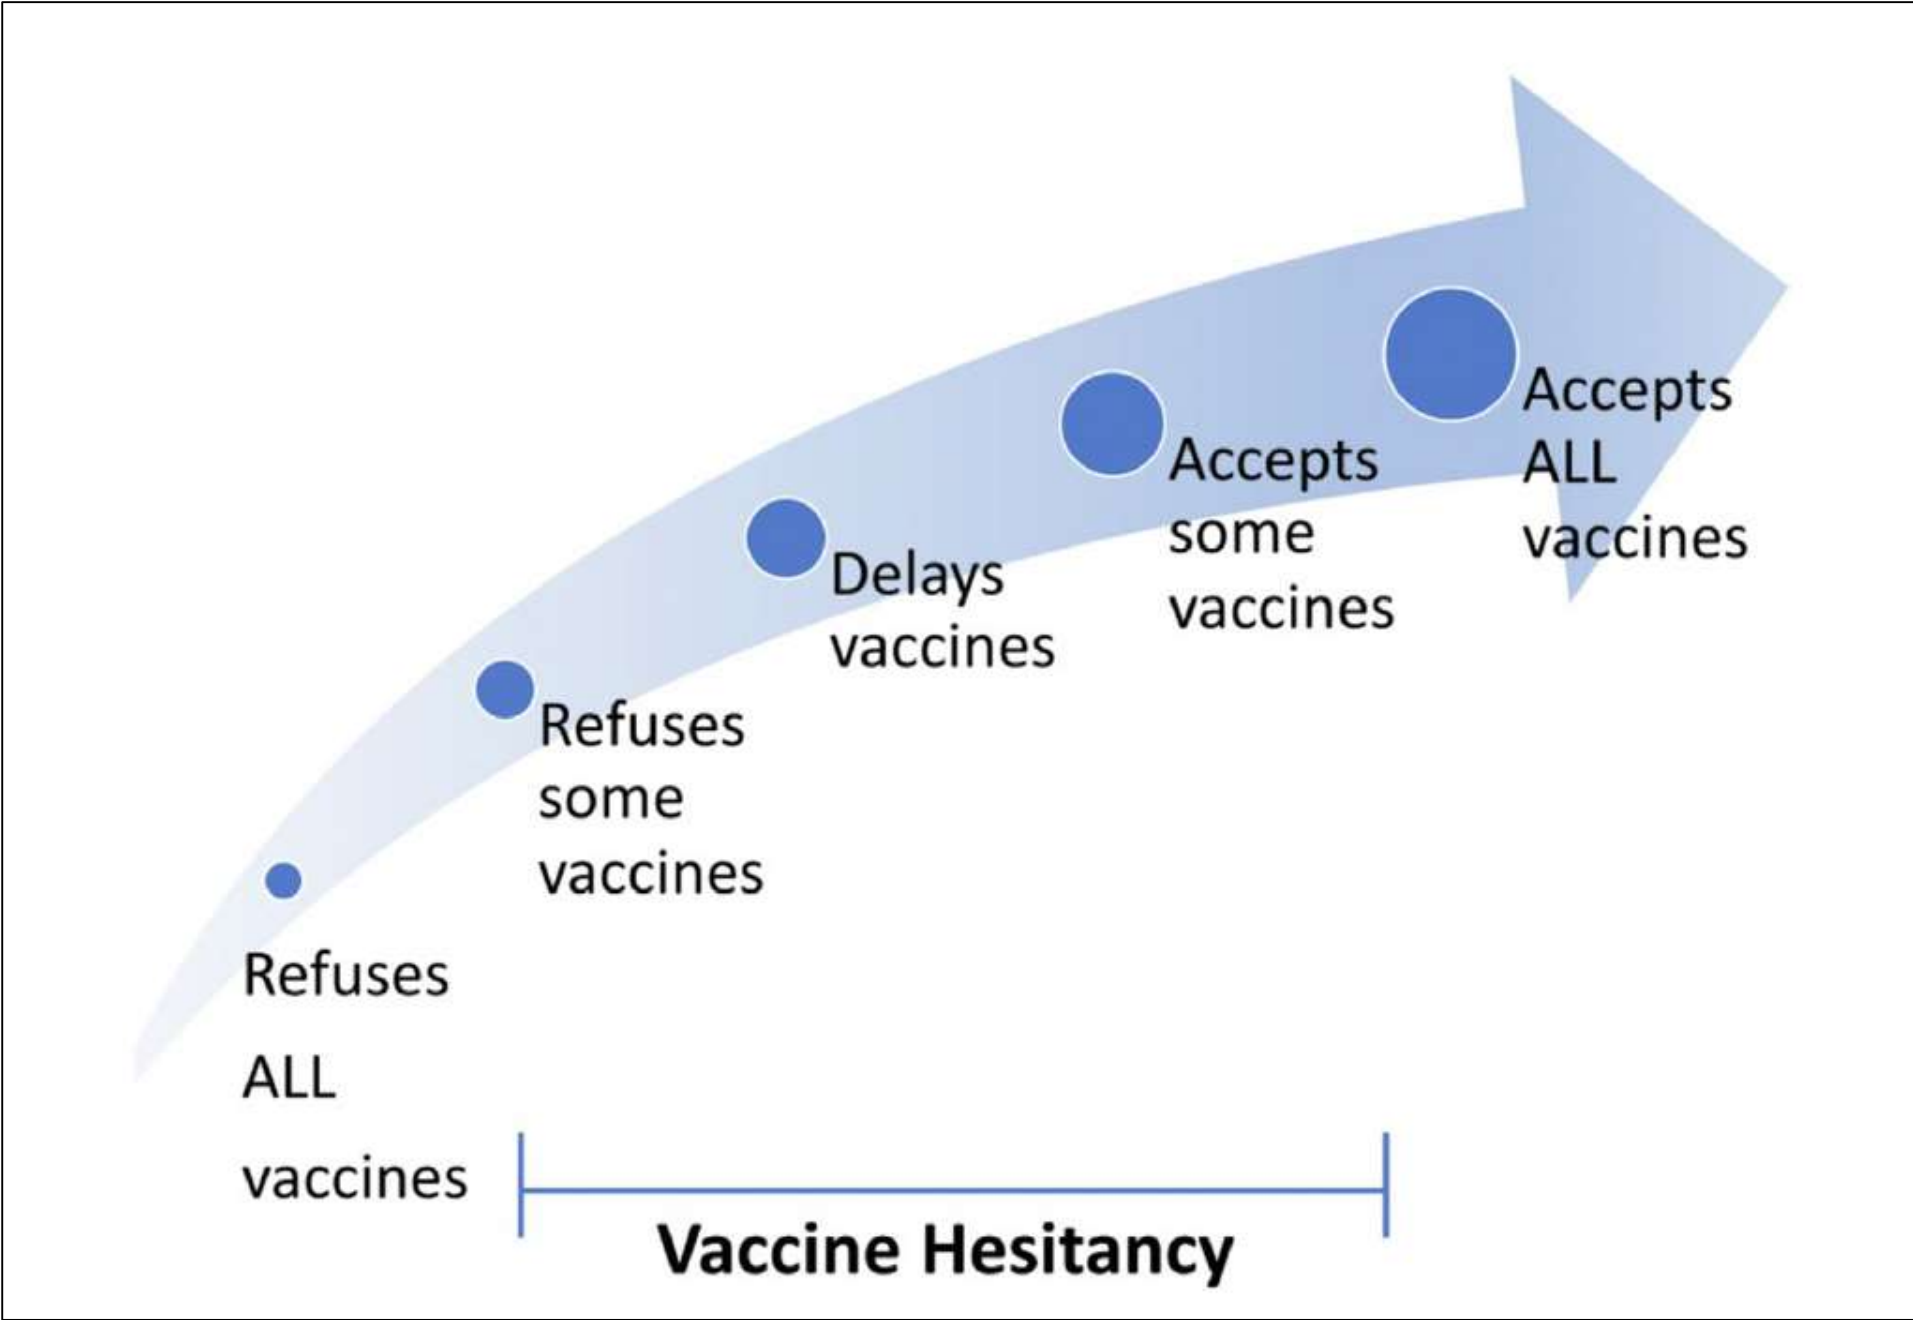 Refuses
ALL
vaccines
Refuses
some
vaccines
Delays
vaccines
Accepts
some
vaccines
Accepts
ALL
vaccines
Vaccine Hesitancy